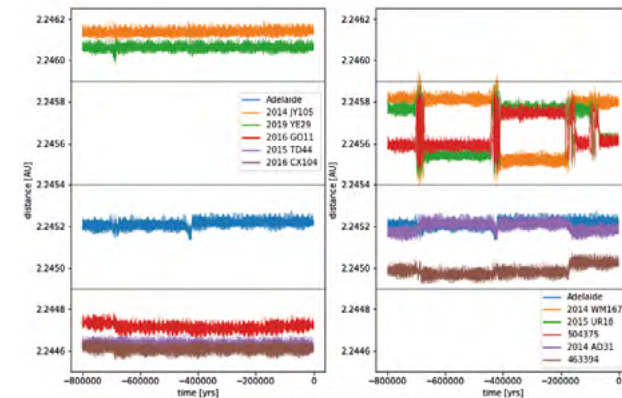 2.2462
2.2460
2.2458
2.2456
2.2454
2.2452
2.2450
2.2448
2.2446
distance [AU]
Adelaide
2014 JY105
2019 YE29
2016 GO11
2015 TD44
2016 CX104
−800000 −600000 −400000 −200000 0
time [yrs]
2.2462
2.2460
2.2458
2.2456
2.2454
2.2452
2.2450
2.2448
2.2446
distance [AU]
Adelaide
2014 WM167
2015 UR18
504375
2014 AD31
463394
−800000 −600000 −400000 −200000 0
time [yrs]